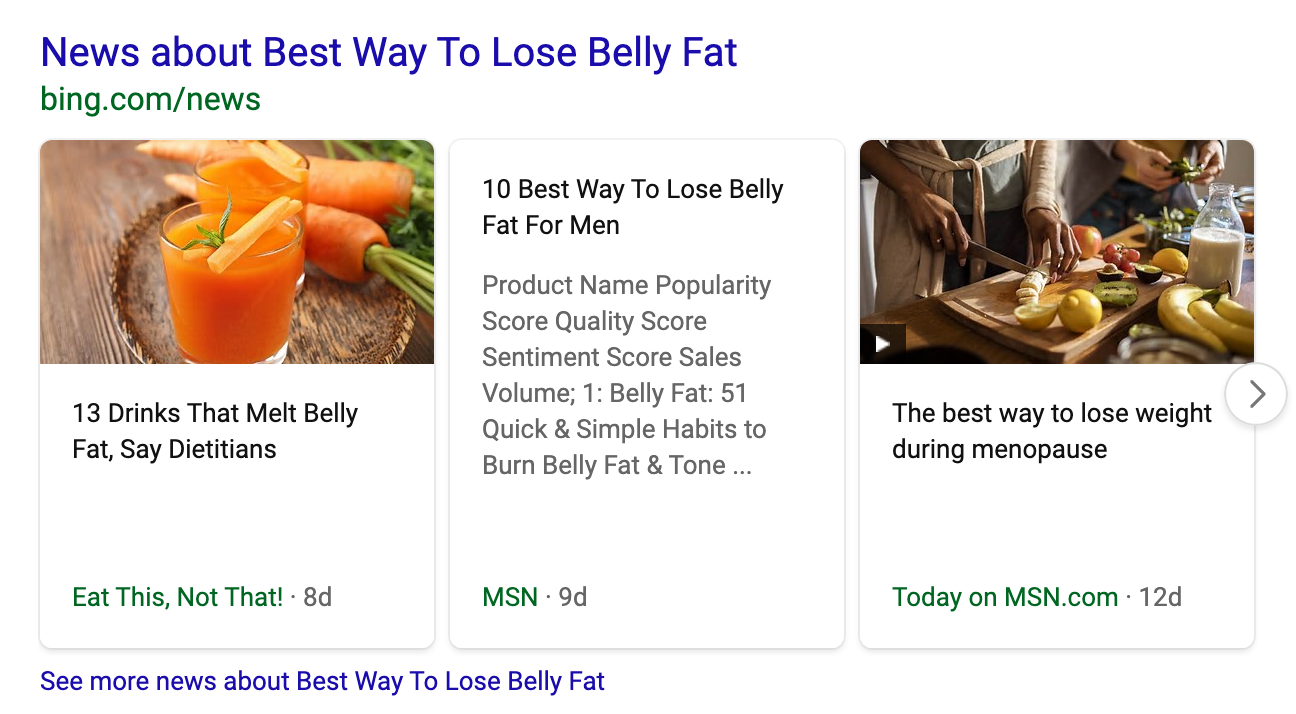 News about Best Way To Lose Belly Fat
bing.com/news
13 Drinks That Melt Belly
Fat, Say Dietitians
Eat This, Not That! · 8d
10 Best Way To Lose Belly
Fat For Men
Product Name Popularity
Score Quality Score
Sentiment Score Sales
Volume; 1: Belly Fat: 51
Quick & Simple Habits to
Burn Belly Fat & Tone ...
MSN · 9d
The best way to lose weight
during menopause
Today on MSN.com · 12d
See more news about Best Way To Lose Belly Fat